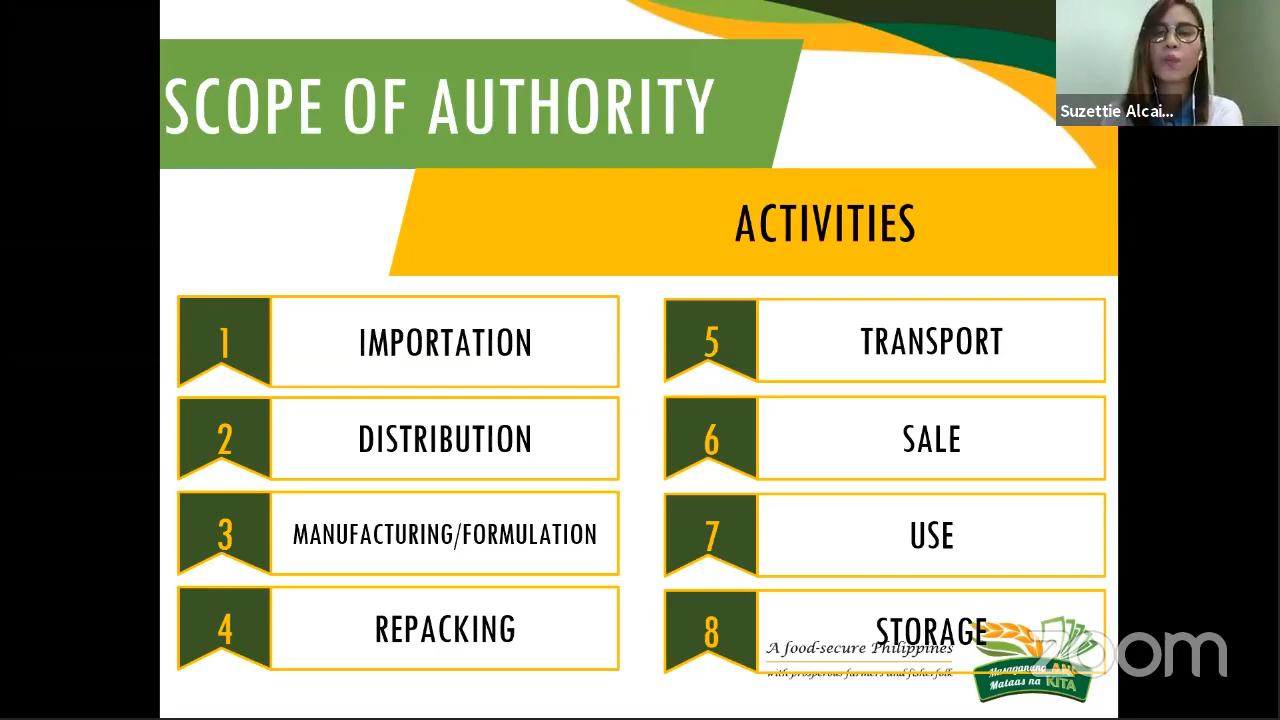 SCOPE OF AUTHORITY
Suzettie Alcai...
ACTIVITIES
1 IMPORTATION
2 DISTRIBUTION
3 MANUFACTURING/FORMULATION
4 REPACKING
5 TRANSPORT
6 SALE
7 USE
8 STORAGE
A food-secure Philippines
with prosperous farmers and fisherfolk
Masaganang ANI
Mataas na KITA
zoom